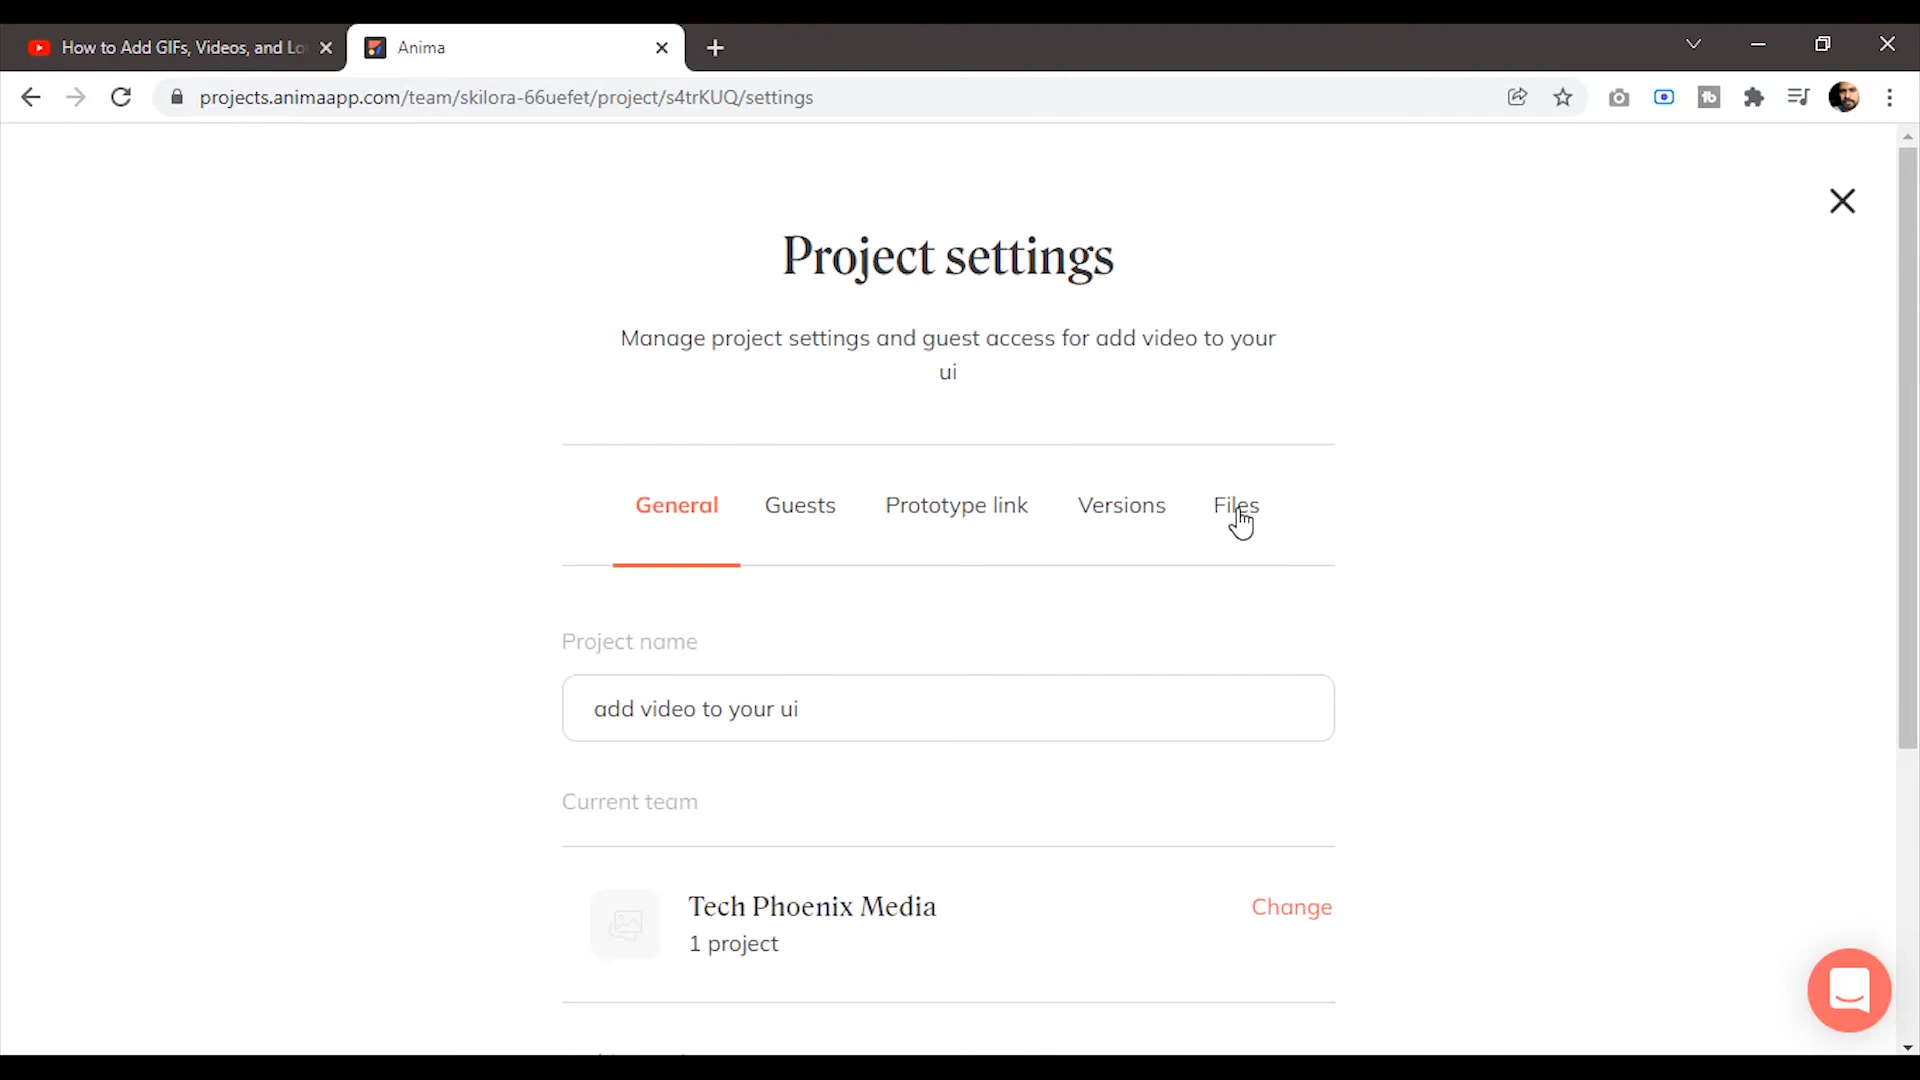 How to Add GIFs, Videos, and Lo
Anima
projects.animaapp.com/team/skilora-66uefet/project/s4trKUQ/settings
Project settings
Manage project settings and guest access for add video to your
ui
General Guests Prototype link Versions Files
Project name
add video to your ui
Current team
Tech Phoenix Media
1 project
Change